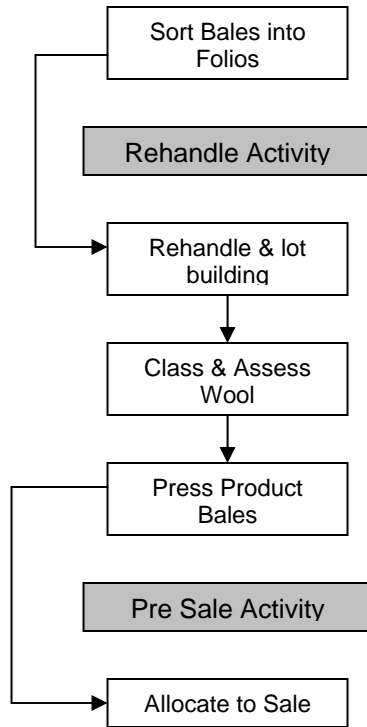 Sort Bales into
Folios
Rehandle Activity
Rehandle & lot
building
Class & Assess
Wool
Press Product
Bales
Pre Sale Activity
Allocate to Sale